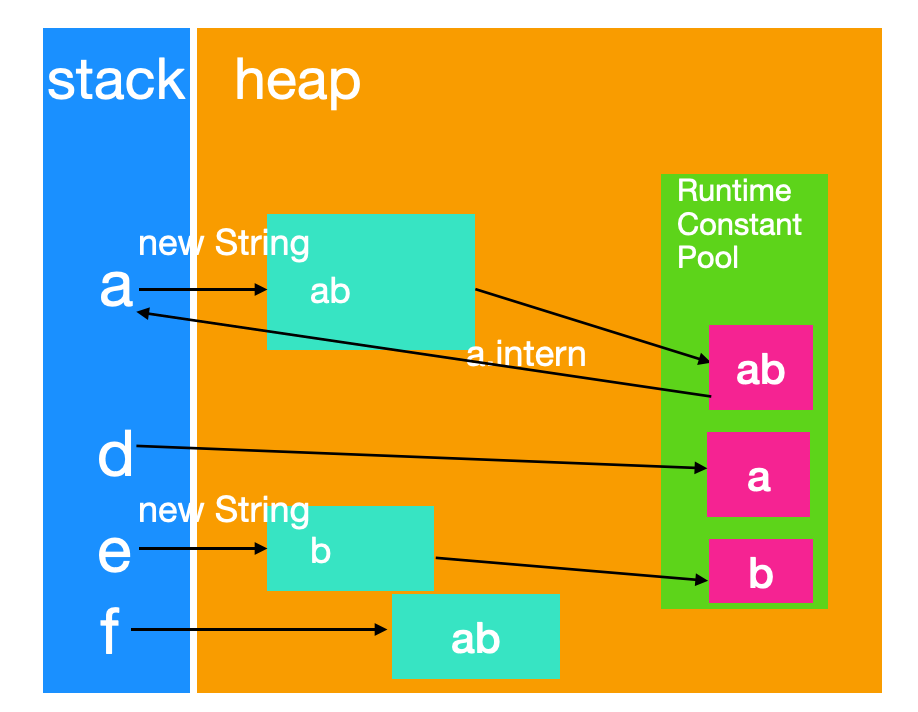 stack
heap
Runtime
Constant
Pool
new String
a
ab
a.intern
ab
d
a
new String
e
b
b
f
ab